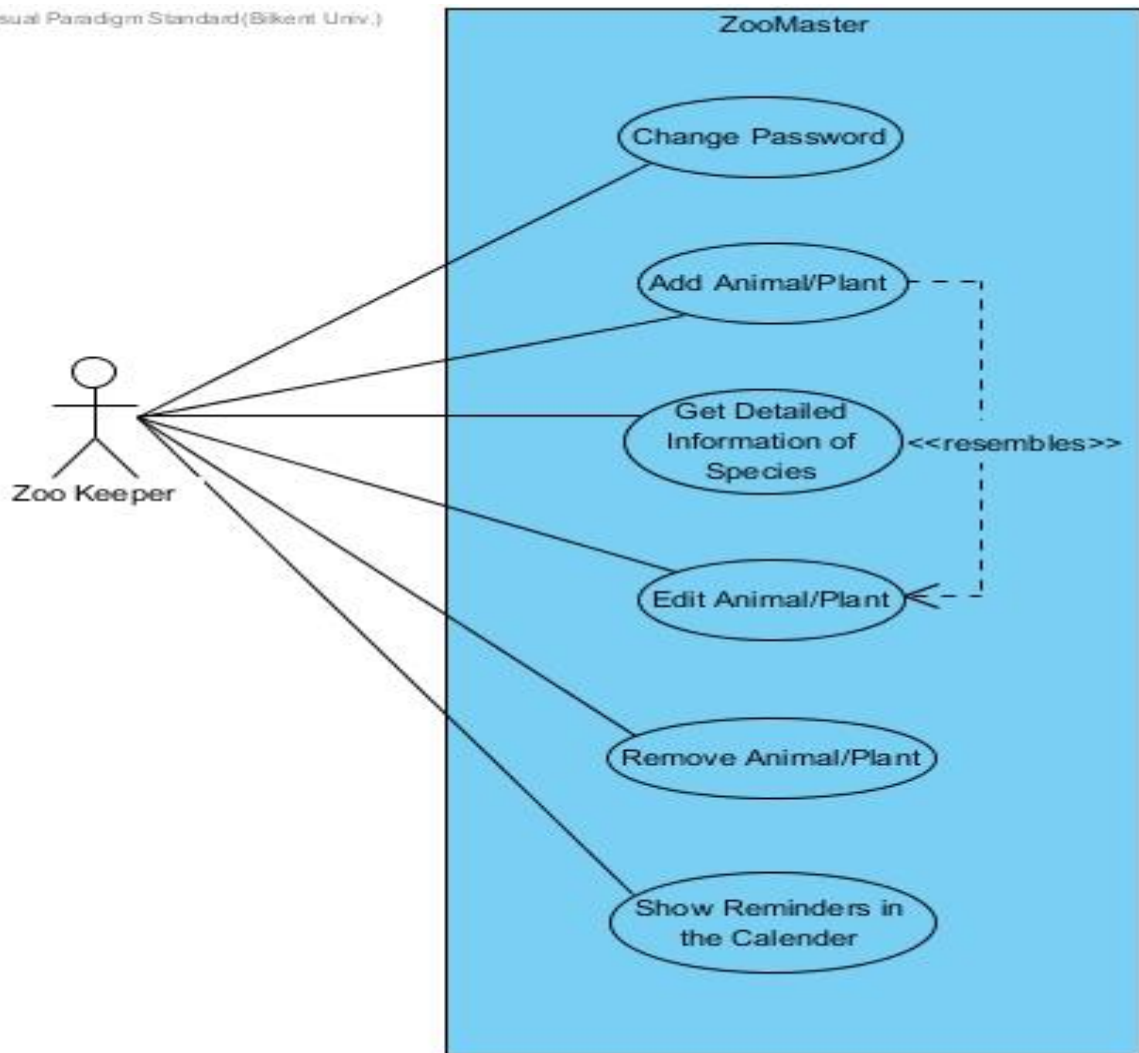 sual Paradigm Standard(Bilkent Univ.)
ZooMaster
Change Password
Add Animal/Plant
Get Detailed
Information of
Species
<<resembles>>
Zoo Keeper
Edit Animal/Plant
Remove Animal/Plant
Show Reminders in
the Calender